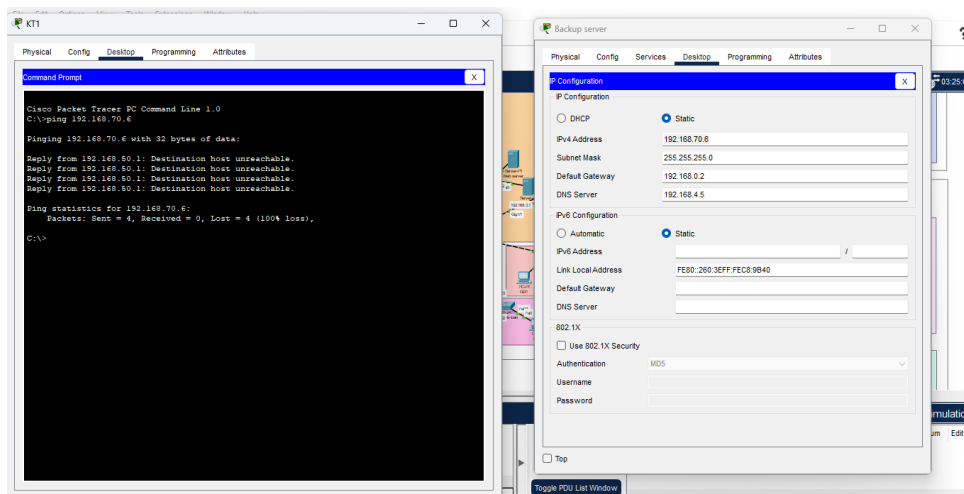 KT1
Physical Config Desktop Programming Attributes
Command Prompt
X
Cisco Packet Tracer PC Command Line 1.0
C:\>ping 192.168.70.6
Pinging 192.168.70.6 with 32 bytes of data:
Reply from 192.168.50.1: Destination host unreachable.
Reply from 192.168.50.1: Destination host unreachable.
Reply from 192.168.50.1: Destination host unreachable.
Reply from 192.168.50.1: Destination host unreachable.
Ping statistics for 192.168.70.6:
Packets: Sent = 4, Received = 0, Lost = 4 (100% loss),
C:\>
Backup server
Physical Config Services Desktop Programming Attributes
IP Configuration
X
IP Configuration
DHCP Static
IPv4 Address 192.168.70.6
Subnet Mask 255.255.255.0
Default Gateway 192.168.0.2
DNS Server 192.168.4.5
IPv6 Configuration
Automatic Static
IPv6 Address /
Link Local Address FE80::260:3EFF:FEC8:9B40
Default Gateway
DNS Server
802.1X
Use 802.1X Security
Authentication MD5
Username
Password
Top
Toggle PDU List Window
03:25:
Edit